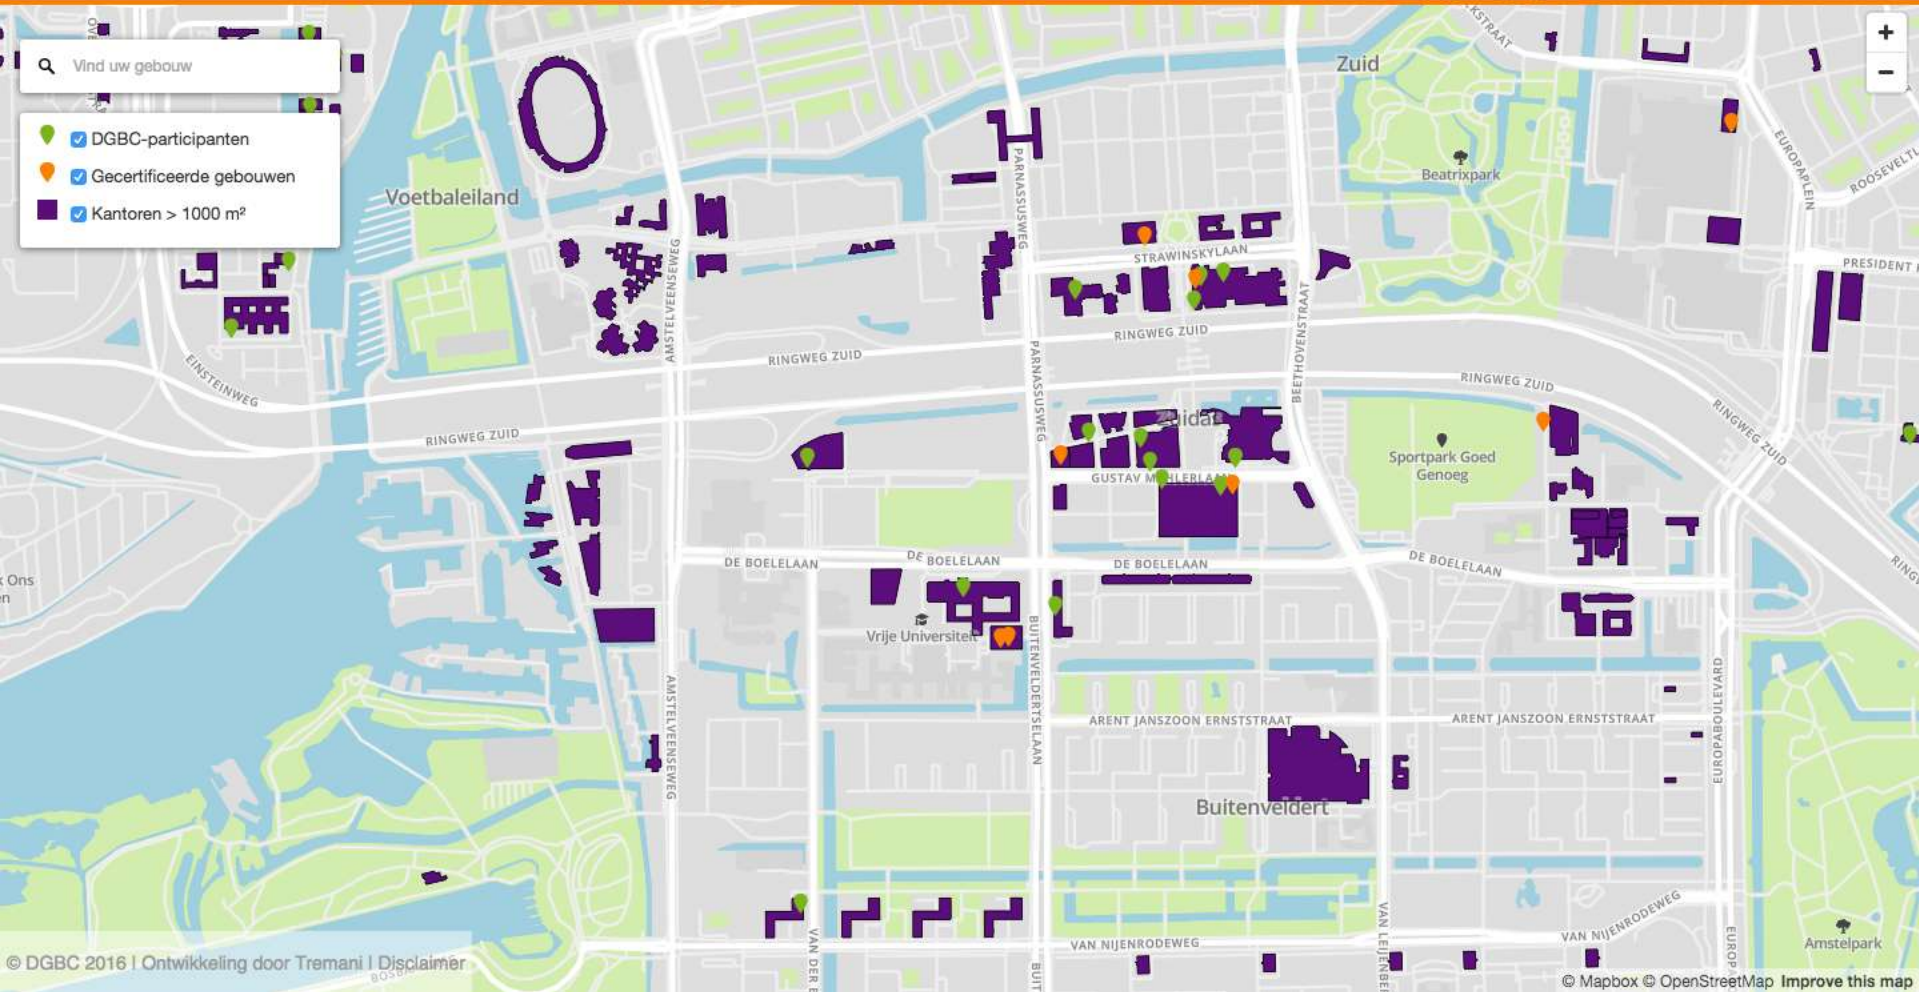 Vind uw gebouw
DGBC-participanten
Gecertificeerde gebouwen
Kantoren > 1000 m²
+
−
Zuid
EUROPAPLEIN
Beatrixpark
Voetbaleiland
PARNASSUSWEG
STRAWINSKYLAAN
AMSTELVEENSEWEG
PRESIDENT
RINGWEG ZUID
RINGWEG ZUID
BEETHOVENSTRAAT
PARNASSUSWEG
EINSTEINWEG
RINGWEG ZUID
RINGWEG ZUID
RINGWEG ZUID
Zuidas
Sportpark Goed
Genoeg
GUSTAV MAHLERLAAN
DE BOELELAAN
DE BOELELAAN
DE BOELELAAN
DE BOELELAAN
Ons
Vrije Universiteit
BUITENVELDERTSELAAN
AMSTELVEENSEWEG
EUROPABOULEVARD
ARENT JANSZOON ERNSTSTRAAT
ARENT JANSZOON ERNSTSTRAAT
Buitenveldert
VAN NIJENRODEWEG
VAN NIJENRODEWEG
Amstelpark
© DGBC 2016 | Ontwikkeling door Tremani | Disclaimer
© Mapbox © OpenStreetMap Improve this map